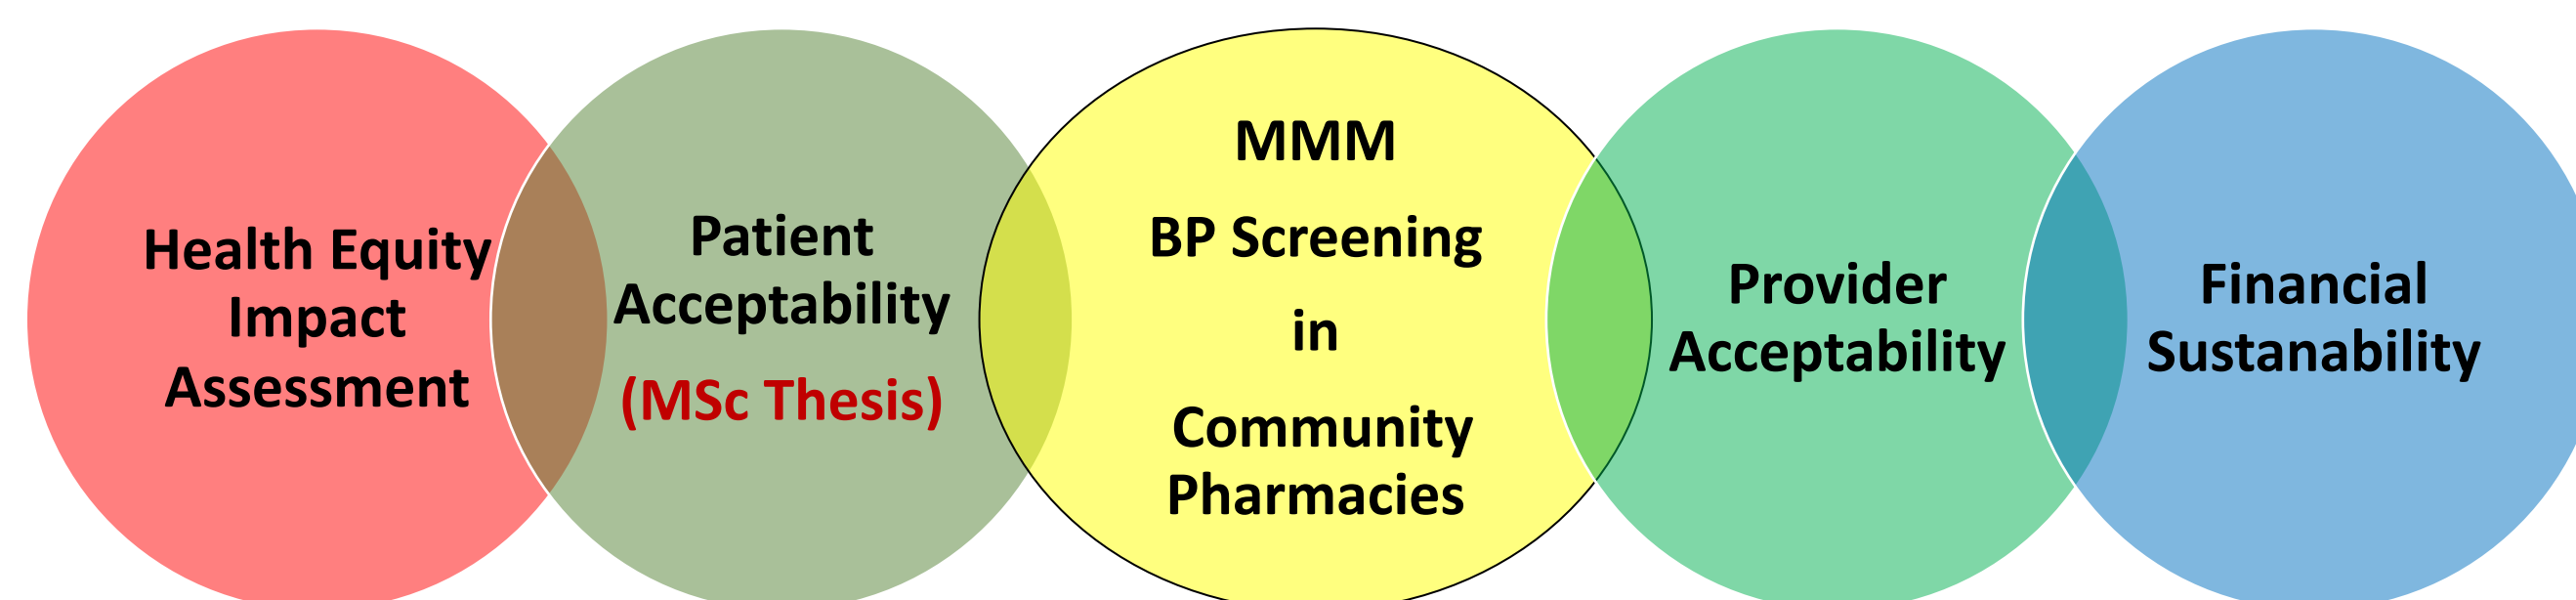 Health Equity
Impact
Assessment
Patient
Acceptability
(MSc Thesis)
MMM
BP Screening
in
Community
Pharmacies
Provider
Acceptability
Financial
Sustanability